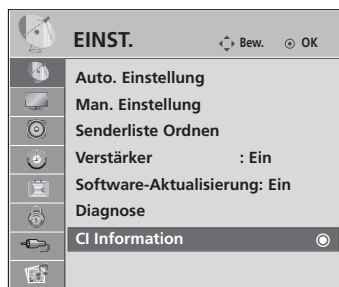 EINST. Bew. OK
Auto. Einstellung
Man. Einstellung
Senderliste Ordnen
Verstärker : Ein
Software-Aktualisierung: Ein
Diagnose
CI Information